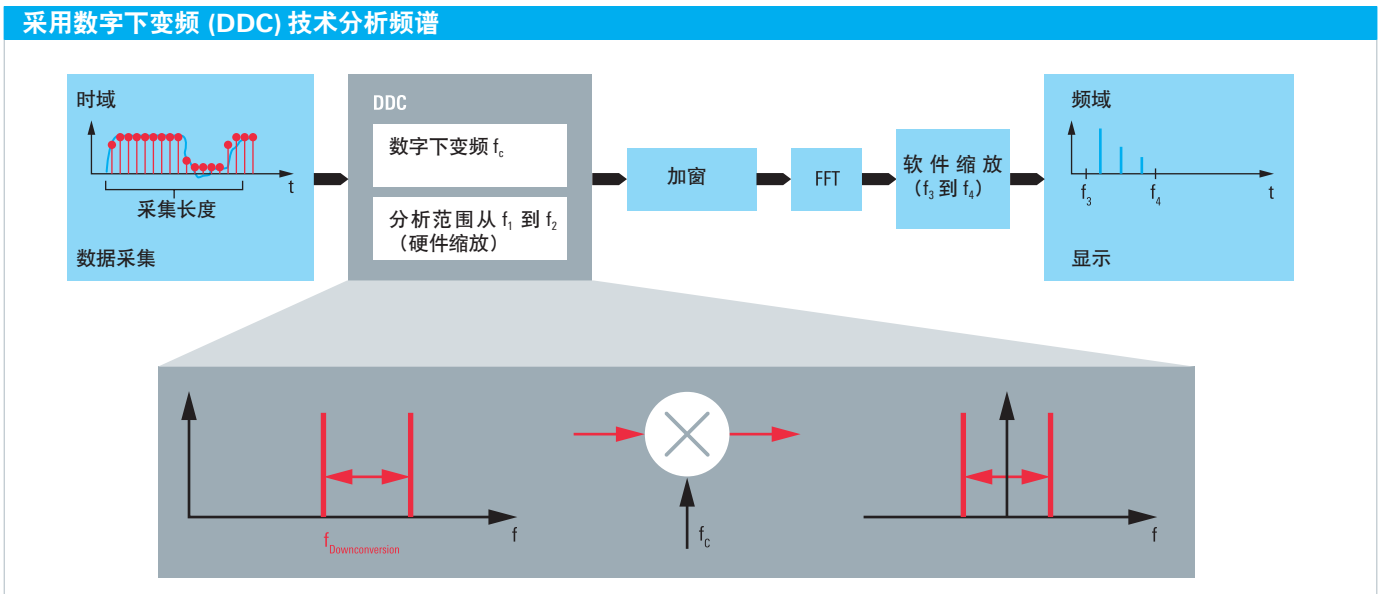 采用数字下变频 (DDC) 技术分析频谱
时域
t
采集长度
数据采集
DDC
数字下变频 fc
分析范围从 f1 到 f2
（硬件缩放）
加窗
FFT
软件缩放
（f3 到 f4）
频域
f3
f4
t
显示
f
fDownconversion
fC
f